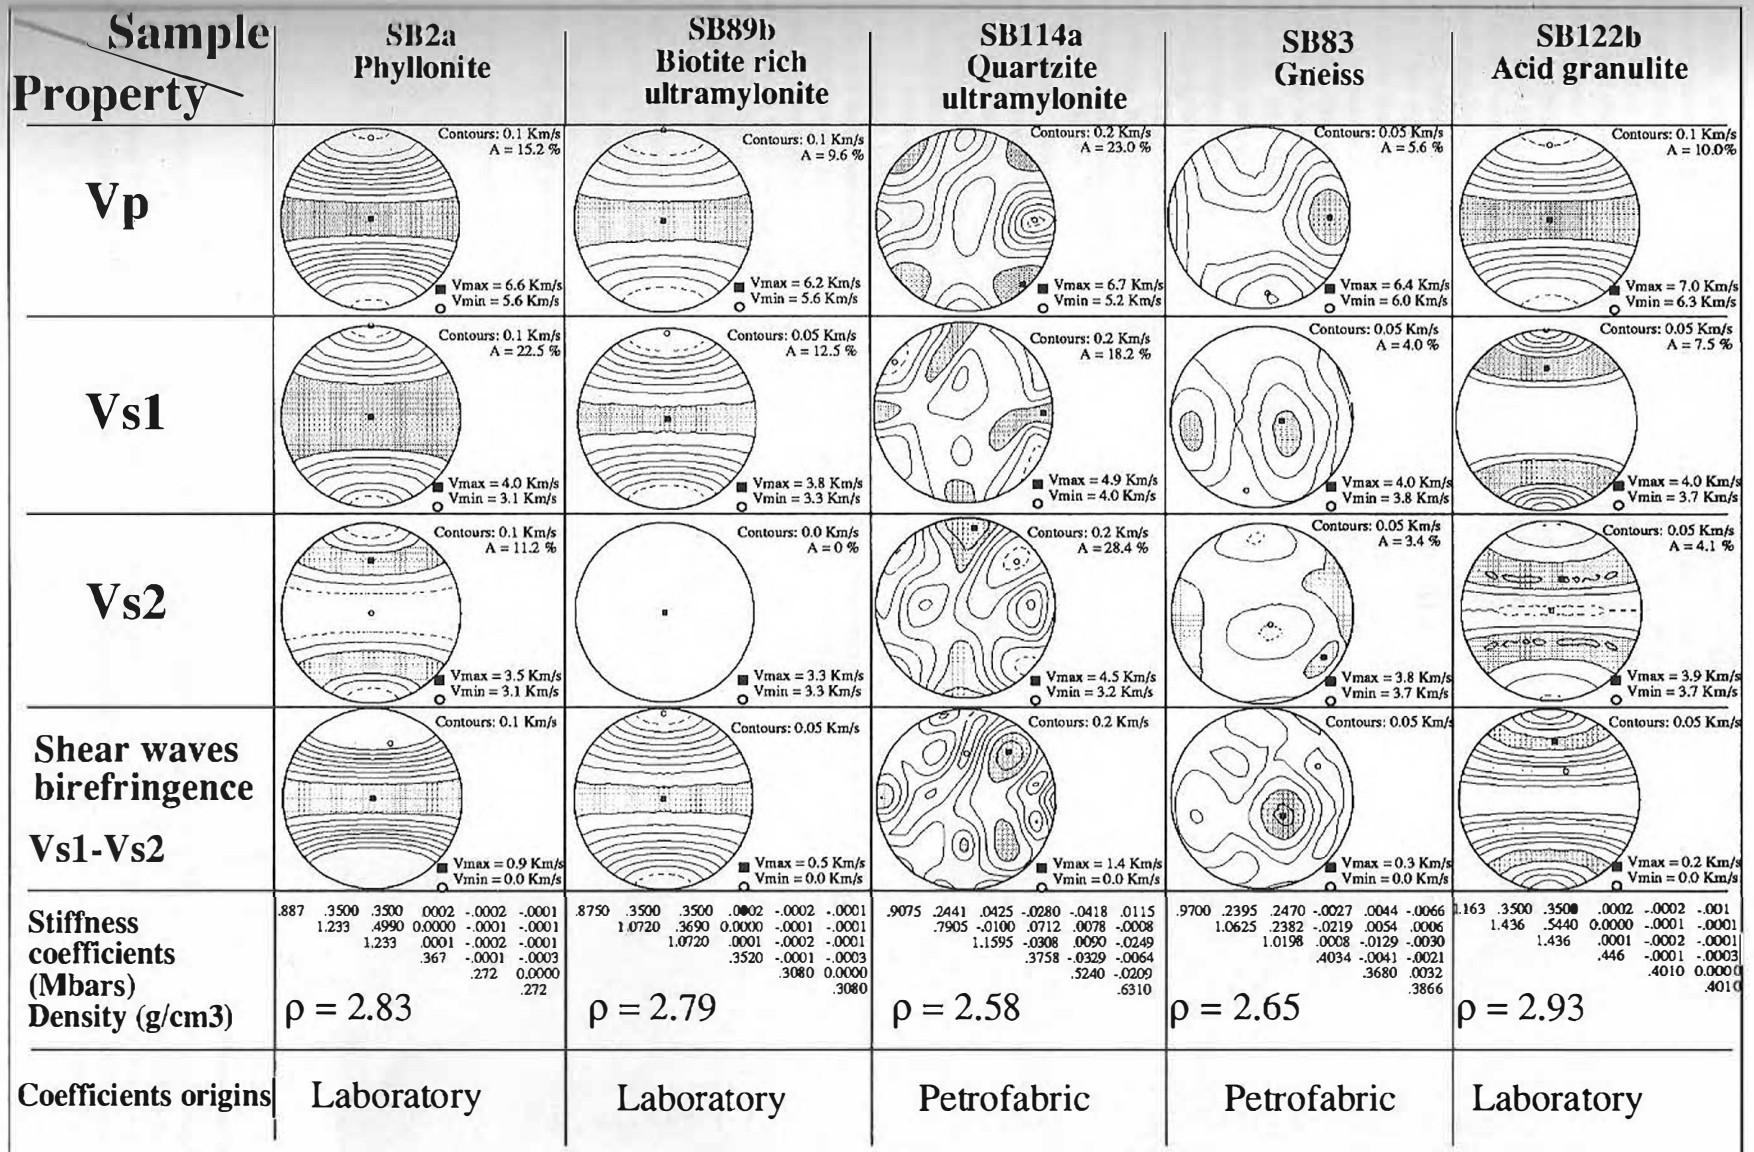 Sample
Property
SB2a
Phyllonite
SB89b
Biotite rich
ultramylonite
SB114a
Quartzite
ultramylonite
SB83
Gneiss
SB122b
Acid granulite
Vp
Contours: 0.1 Km/s
A = 15.2 %
Vmax = 6.6 Km/s
Vmin = 5.6 Km/s
Contours: 0.1 Km/s
A = 9.6 %
Vmax = 6.2 Km/s
Vmin = 5.6 Km/s
Contours: 0.2 Km/s
A = 23.0 %
Vmax = 6.7 Km/s
Vmin = 5.2 Km/s
Contours: 0.05 Km/s
A = 5.6 %
Vmax = 6.4 Km/s
Vmin = 6.0 Km/s
Contours: 0.1 Km/s
A = 10.0%
Vmax = 7.0 Km/s
Vmin = 6.3 Km/s
Vs1
Contours: 0.1 Km/s
A = 22.5 %
Vmax = 4.0 Km/s
Vmin = 3.1 Km/s
Contours: 0.05 Km/s
A = 12.5 %
Vmax = 3.8 Km/s
Vmin = 3.3 Km/s
Contours: 0.2 Km/s
A = 18.2 %
Vmax = 4.9 Km/s
Vmin = 4.0 Km/s
Contours: 0.05 Km/s
A = 4.0 %
Vmax = 4.0 Km/s
Vmin = 3.8 Km/s
Contours: 0.05 Km/s
A = 7.5 %
Vmax = 4.0 Km/s
Vmin = 3.7 Km/s
Vs2
Contours: 0.1 Km/s
A = 11.2 %
Vmax = 3.5 Km/s
Vmin = 3.1 Km/s
Contours: 0.0 Km/s
A = 0 %
Vmax = 3.3 Km/s
Vmin = 3.3 Km/s
Contours: 0.2 Km/s
A = 28.4 %
Vmax = 4.5 Km/s
Vmin = 3.2 Km/s
Contours: 0.05 Km/s
A = 3.4 %
Vmax = 3.8 Km/s
Vmin = 3.7 Km/s
Contours: 0.05 Km/s
A = 4.1 %
Vmax = 3.9 Km/s
Vmin = 3.7 Km/s
Shear waves
birefringence
Vs1-Vs2
Contours: 0.1 Km/s
Vmax = 0.9 Km/s
Vmin = 0.0 Km/s
Contours: 0.05 Km/s
Vmax = 0.5 Km/s
Vmin = 0.0 Km/s
Contours: 0.2 Km/s
Vmax = 1.4 Km/s
Vmin = 0.0 Km/s
Contours: 0.05 Km/s
Vmax = 0.3 Km/s
Vmin = 0.0 Km/s
Contours: 0.05 Km/s
Vmax = 0.2 Km/s
Vmin = 0.0 Km/s
Stiffness
coefficients
(Mbars)
Density (g/cm3)
.887 .3500 .3500 .0002 -.0002 -.0001
1.233 .4990 0.0000 -.0001 -.0001
1.233 .0001 -.0002 -.0001
.367 -.0001 -.0003
.272 0.0000
.272
ρ = 2.83
.8750 .3500 .3500 .0002 -.0002 -.0001
1.0720 .3690 0.0000 -.0001 -.0001
1.0720 .0001 -.0002 -.0001
.3520 -.0001 -.0003
.3080 0.0000
.3080
ρ = 2.79
.9075 .2441 .0425 -.0280 -.0418 .0115
.7905 -.0100 .0712 .0078 -.0008
1.1595 -.0308 .0090 -.0249
.3758 -.0329 -.0064
.5240 -.0209
.6310
ρ = 2.58
.9700 .2395 .2470 -.0027 .0044 -.0066
1.0625 .2382 -.0219 .0054 .0006
1.0198 .0008 -.0129 -.0030
.4034 -.0041 -.0021
.3680 .0032
.3866
ρ = 2.65
1.163 .3500 .3500 .0002 -.0002 -.001
1.436 .5440 0.0000 -.0001 -.0001
1.436 .0001 -.0002 -.0001
.446 -.0001 -.0003
.4010 0.0000
.4010
ρ = 2.93
Coefficients origins
Laboratory
Laboratory
Petrofabric
Petrofabric
Laboratory